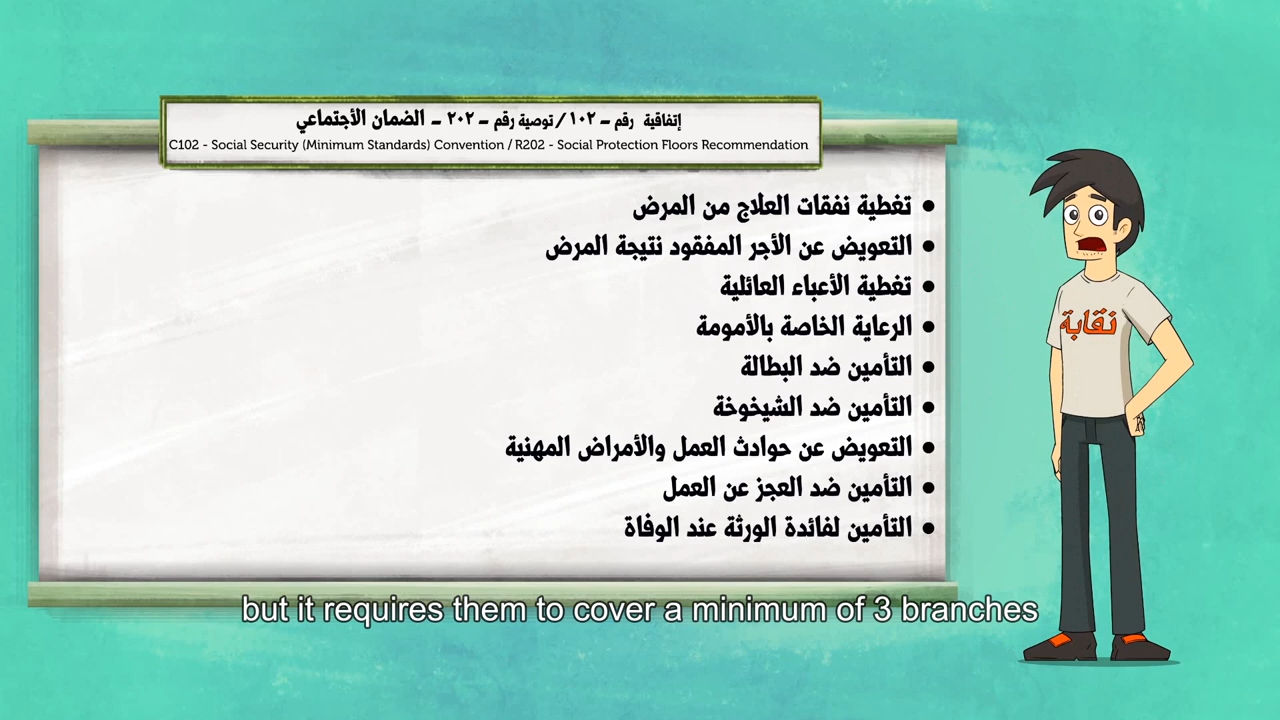 إتفاقية رقم - ١٠٢ / توصية رقم - ٢٠٢ - الضمان الأجتماعي
C102 - Social Security (Minimum Standards) Convention / R202 - Social Protection Floors Recommendation
• تغطية نفقات العلاج من المرض
• التعويض عن الأجر المفقود نتيجة المرض
• تغطية الأعباء العائلية
• الرعاية الخاصة بالأمومة
• التأمين ضد البطالة
• التأمين ضد الشيخوخة
• التعويض عن حوادث العمل والأمراض المهنية
• التأمين ضد العجز عن العمل
• التأمين لفائدة الورثة عند الوفاة
نقابة
but it requires them to cover a minimum of 3 branches